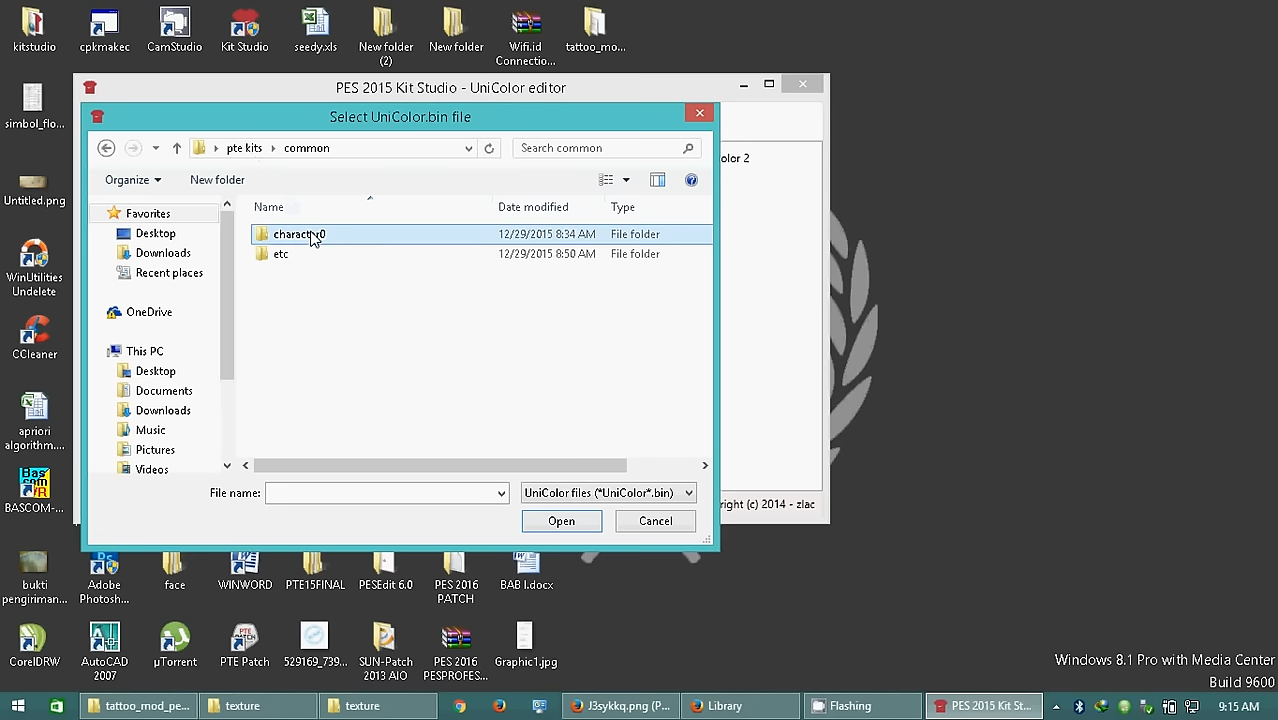 kitstudio
cpkmakec
CamStudio
Kit Studio
seedy.xls
New folder
(2)
New folder
Wifi.id
Connectio...
tattoo_mo...
simbol_flo...
Untitled.png
WinUtilities
Undelete
CCleaner
apriori
algorithm....
BASCOM-...
PES 2015 Kit Studio - UniColor editor
olor 2
right (c) 2014 - zlac
Select UniColor.bin file
pte kits
common
Search common
Organize
New folder
Name
Date modified
Type
character0
12/29/2015 8:34 AM
File folder
etc
12/29/2015 8:50 AM
File folder
Favorites
Desktop
Downloads
Recent places
OneDrive
This PC
Desktop
Documents
Downloads
Music
Pictures
Videos
File name:
UniColor files (*UniColor*.bin)
Open
Cancel
bukti
pengiriman...
Adobe
Photosh...
face
WINWORD
PTE15FINAL
PESEdit 6.0
PES 2016
PATCH
BAB I.docx
CorelDRW
AutoCAD
2007
µTorrent
PTE Patch
529169_739...
SUN-Patch
2013 AIO
PES 2016
PESPROFES...
Graphic1.jpg
Windows 8.1 Pro with Media Center
Build 9600
tattoo_mod_pe...
texture
texture
J3sykkq.png (P...
Library
Flashing
PES 2015 Kit St...
9:15 AM